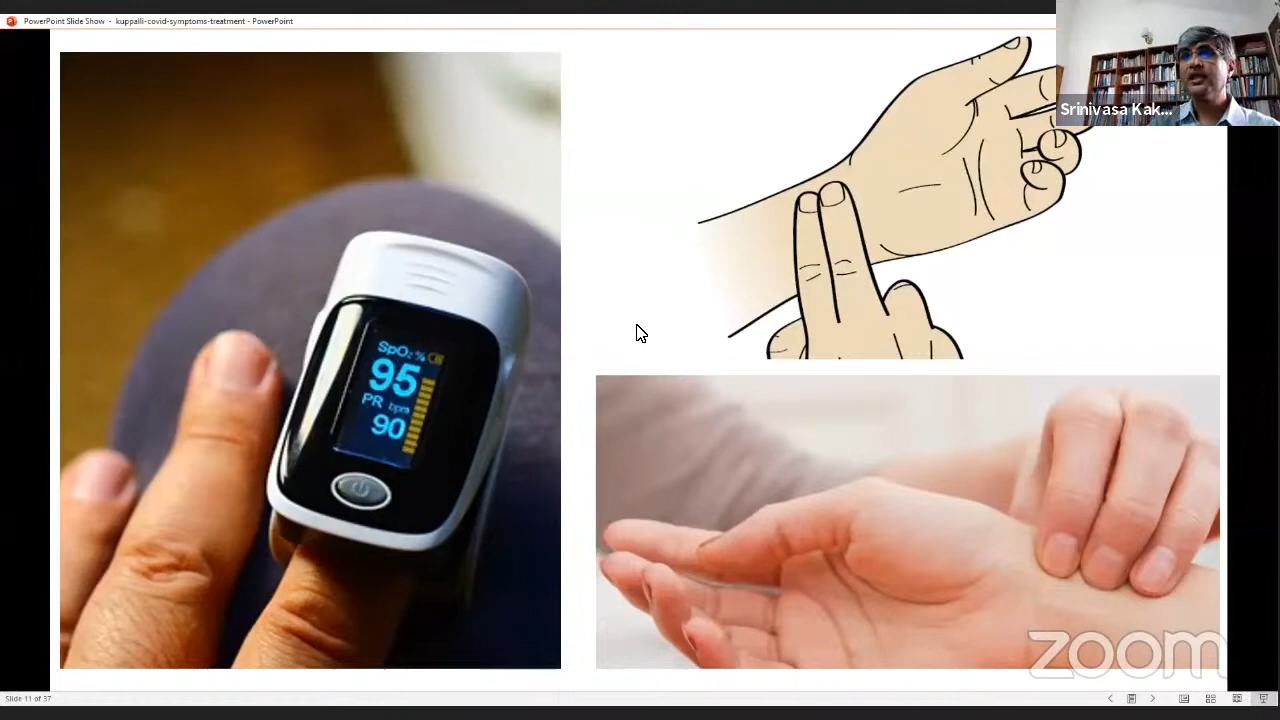 PowerPoint Slide Show - kuppalli-covid-symptoms-treatment - PowerPoint
Srinivasa Kak...
SpO₂%
95
PR bpm
90
zoom
Slide 11 of 37